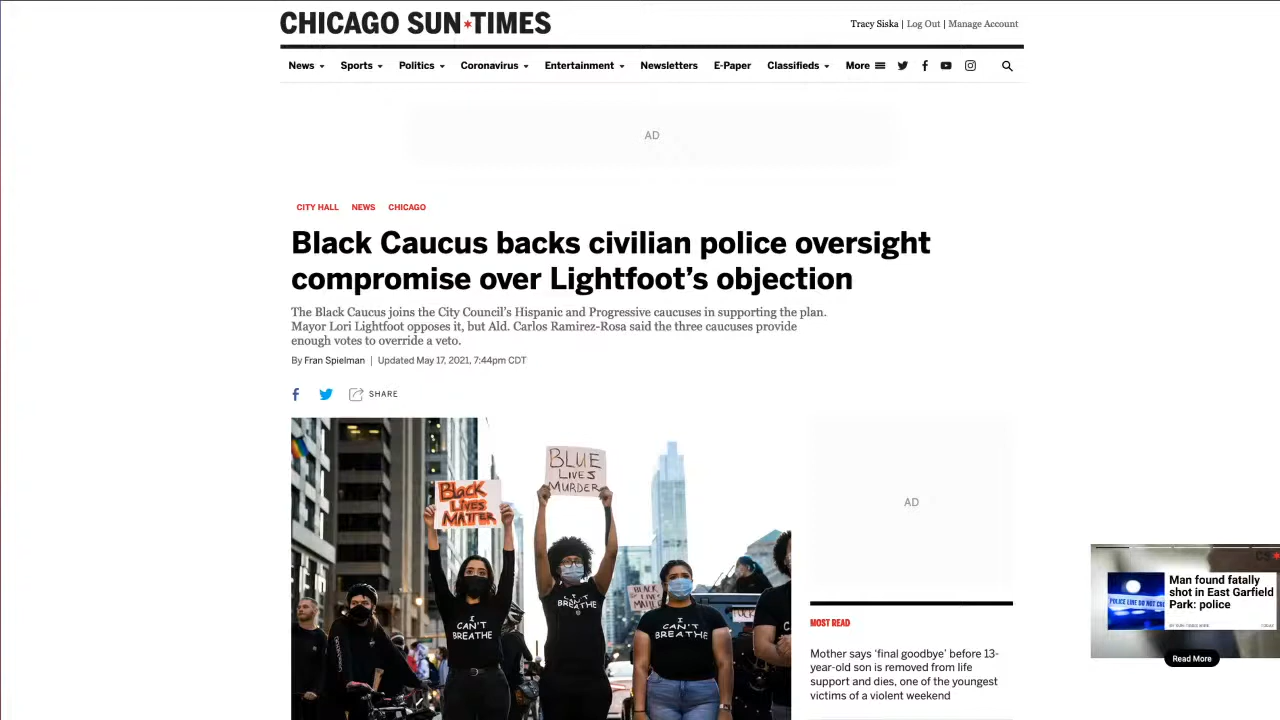 CHICAGO SUN*TIMES
Tracy Siska | Log Out | Manage Account
News Sports Politics Coronavirus Entertainment Newsletters E-Paper Classifieds More
AD
CITY HALL NEWS CHICAGO
Black Caucus backs civilian police oversight
compromise over Lightfoot's objection
The Black Caucus joins the City Council's Hispanic and Progressive caucuses in supporting the plan.
Mayor Lori Lightfoot opposes it, but Ald. Carlos Ramirez-Rosa said the three caucuses provide
enough votes to override a veto.
By Fran Spielman | Updated May 17, 2021, 7:44pm CDT
SHARE
BLUE
LIVES
MURDER
Black
LIVES
MATTER
I CAN'T
BREATHE
I
CAN'T
BREATHE
I
CAN'T
BREATHE
AD
MOST READ
Mother says 'final goodbye' before 13-
year-old son is removed from life
support and dies, one of the youngest
victims of a violent weekend
POLICE LINE DO NOT
Man found fatally
shot in East Garfield
Park: police
Read More